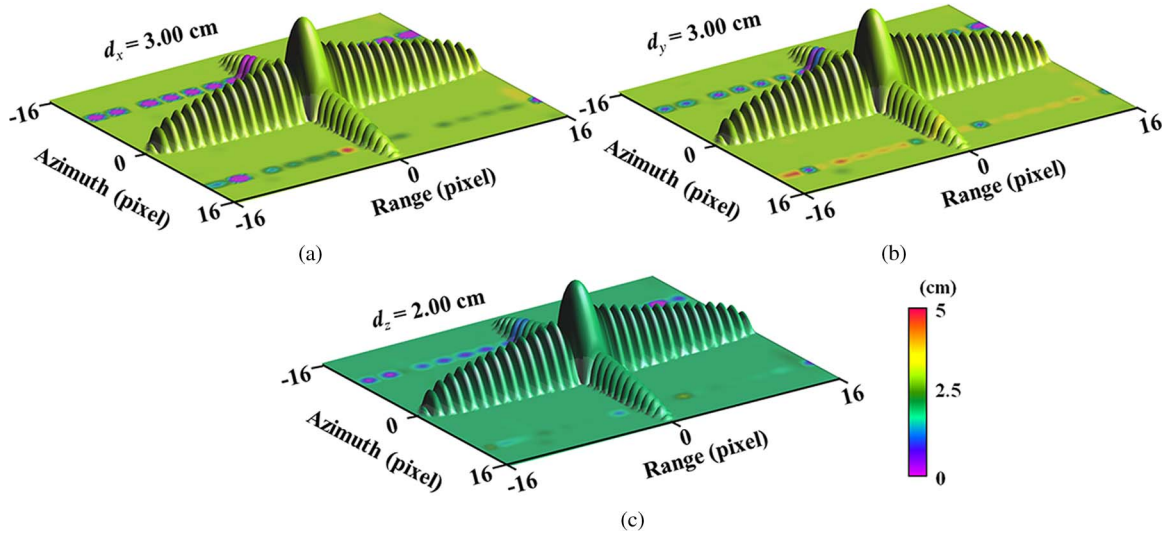 d_x = 3.00 cm
-16
Azimuth (pixel)
0
16
-16
Range (pixel)
0
16
(a)
d_y = 3.00 cm
-16
Azimuth (pixel)
0
16
-16
Range (pixel)
0
16
(b)
d_z = 2.00 cm
-16
Azimuth (pixel)
0
16
-16
Range (pixel)
0
16
(cm)
5
2.5
0
(c)